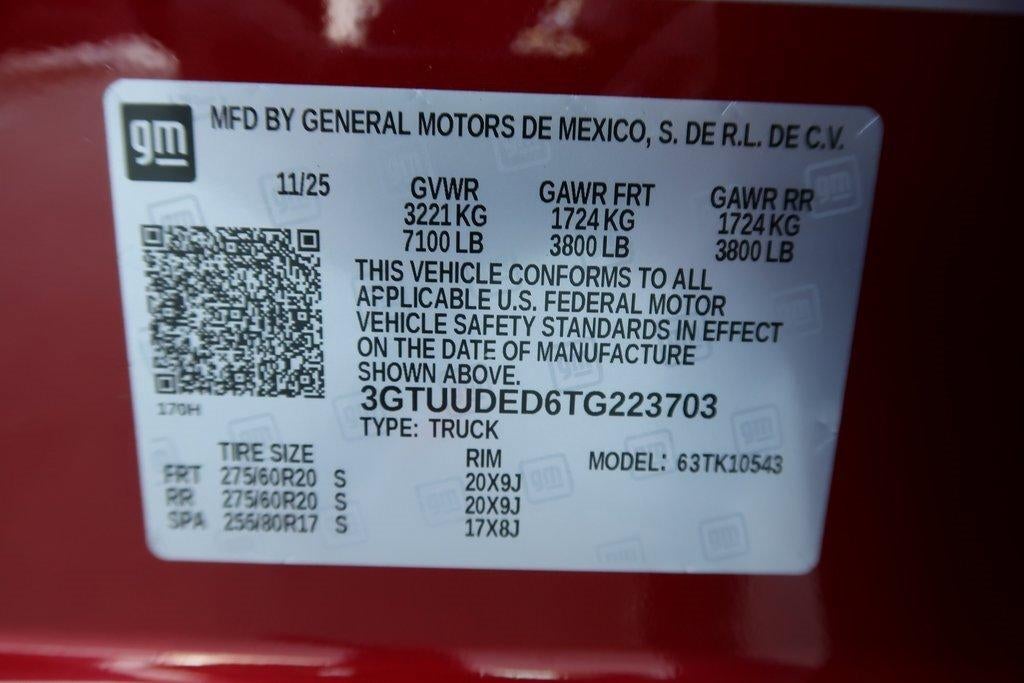 gm
MFD BY GENERAL MOTORS DE MEXICO, S. DE R.L. DE C.V.
11/25 GVWR GAWR FRT GAWR RR
3221 KG 1724 KG 1724 KG
7100 LB 3800 LB 3800 LB
THIS VEHICLE CONFORMS TO ALL
APPLICABLE U.S. FEDERAL MOTOR
VEHICLE SAFETY STANDARDS IN EFFECT
ON THE DATE OF MANUFACTURE
SHOWN ABOVE.
3GTUUDED6TG223703
170H
TYPE: TRUCK
TIRE SIZE RIM MODEL: 63TK10543
FRT 275/60R20 S 20X9J
RR 275/60R20 S 20X9J
SPA 255/80R17 S 17X8J